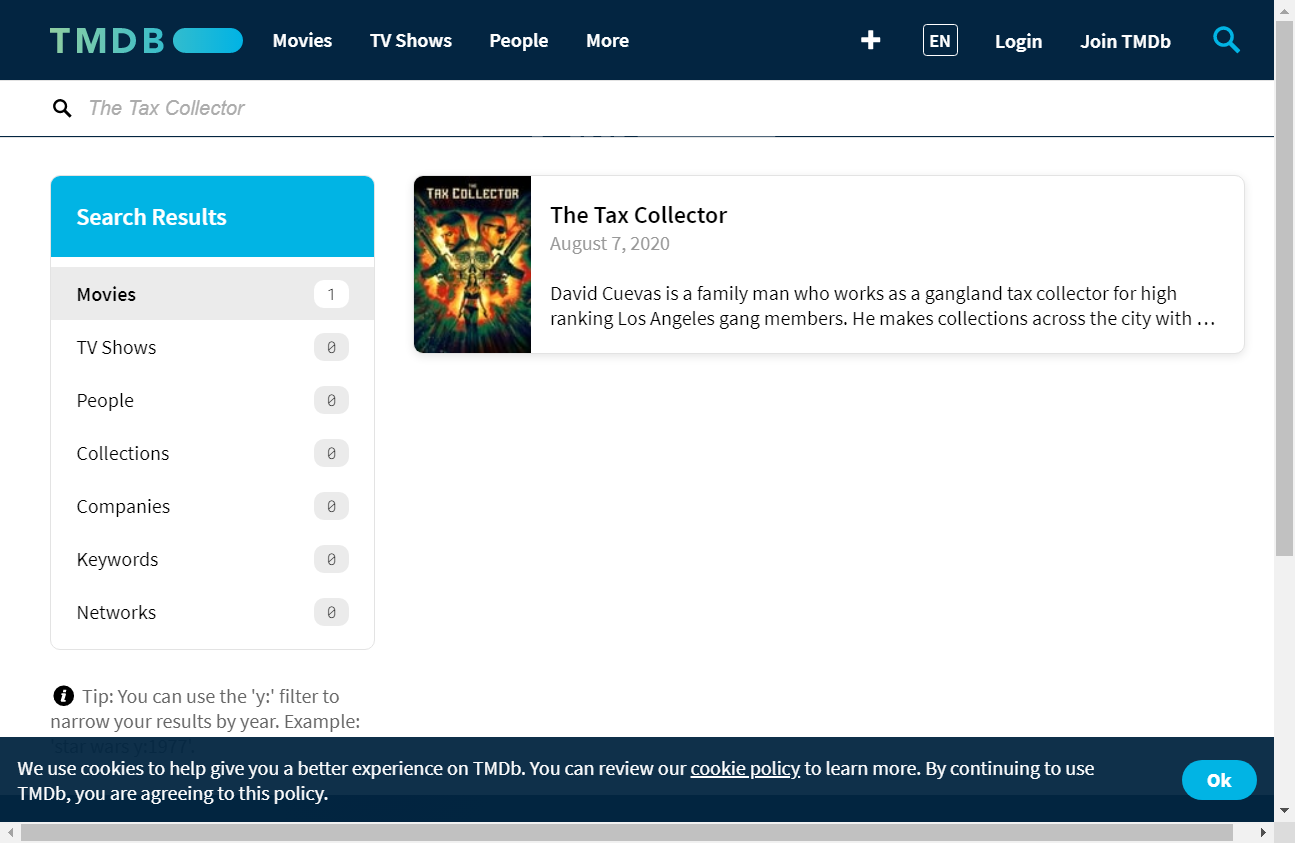 TMDB
Movies
TV Shows
People
More
EN
Login
Join TMDb
The Tax Collector
Search Results
Movies 1
TV Shows 0
People 0
Collections 0
Companies 0
Keywords 0
Networks 0
Tip: You can use the 'y:' filter to
narrow your results by year. Example:
'star wars y:1977'.
THE
TAX COLLECTOR
The Tax Collector
August 7, 2020
David Cuevas is a family man who works as a gangland tax collector for high
ranking Los Angeles gang members. He makes collections across the city with …
We use cookies to help give you a better experience on TMDb. You can review our cookie policy to learn more. By continuing to use
TMDb, you are agreeing to this policy.
Ok